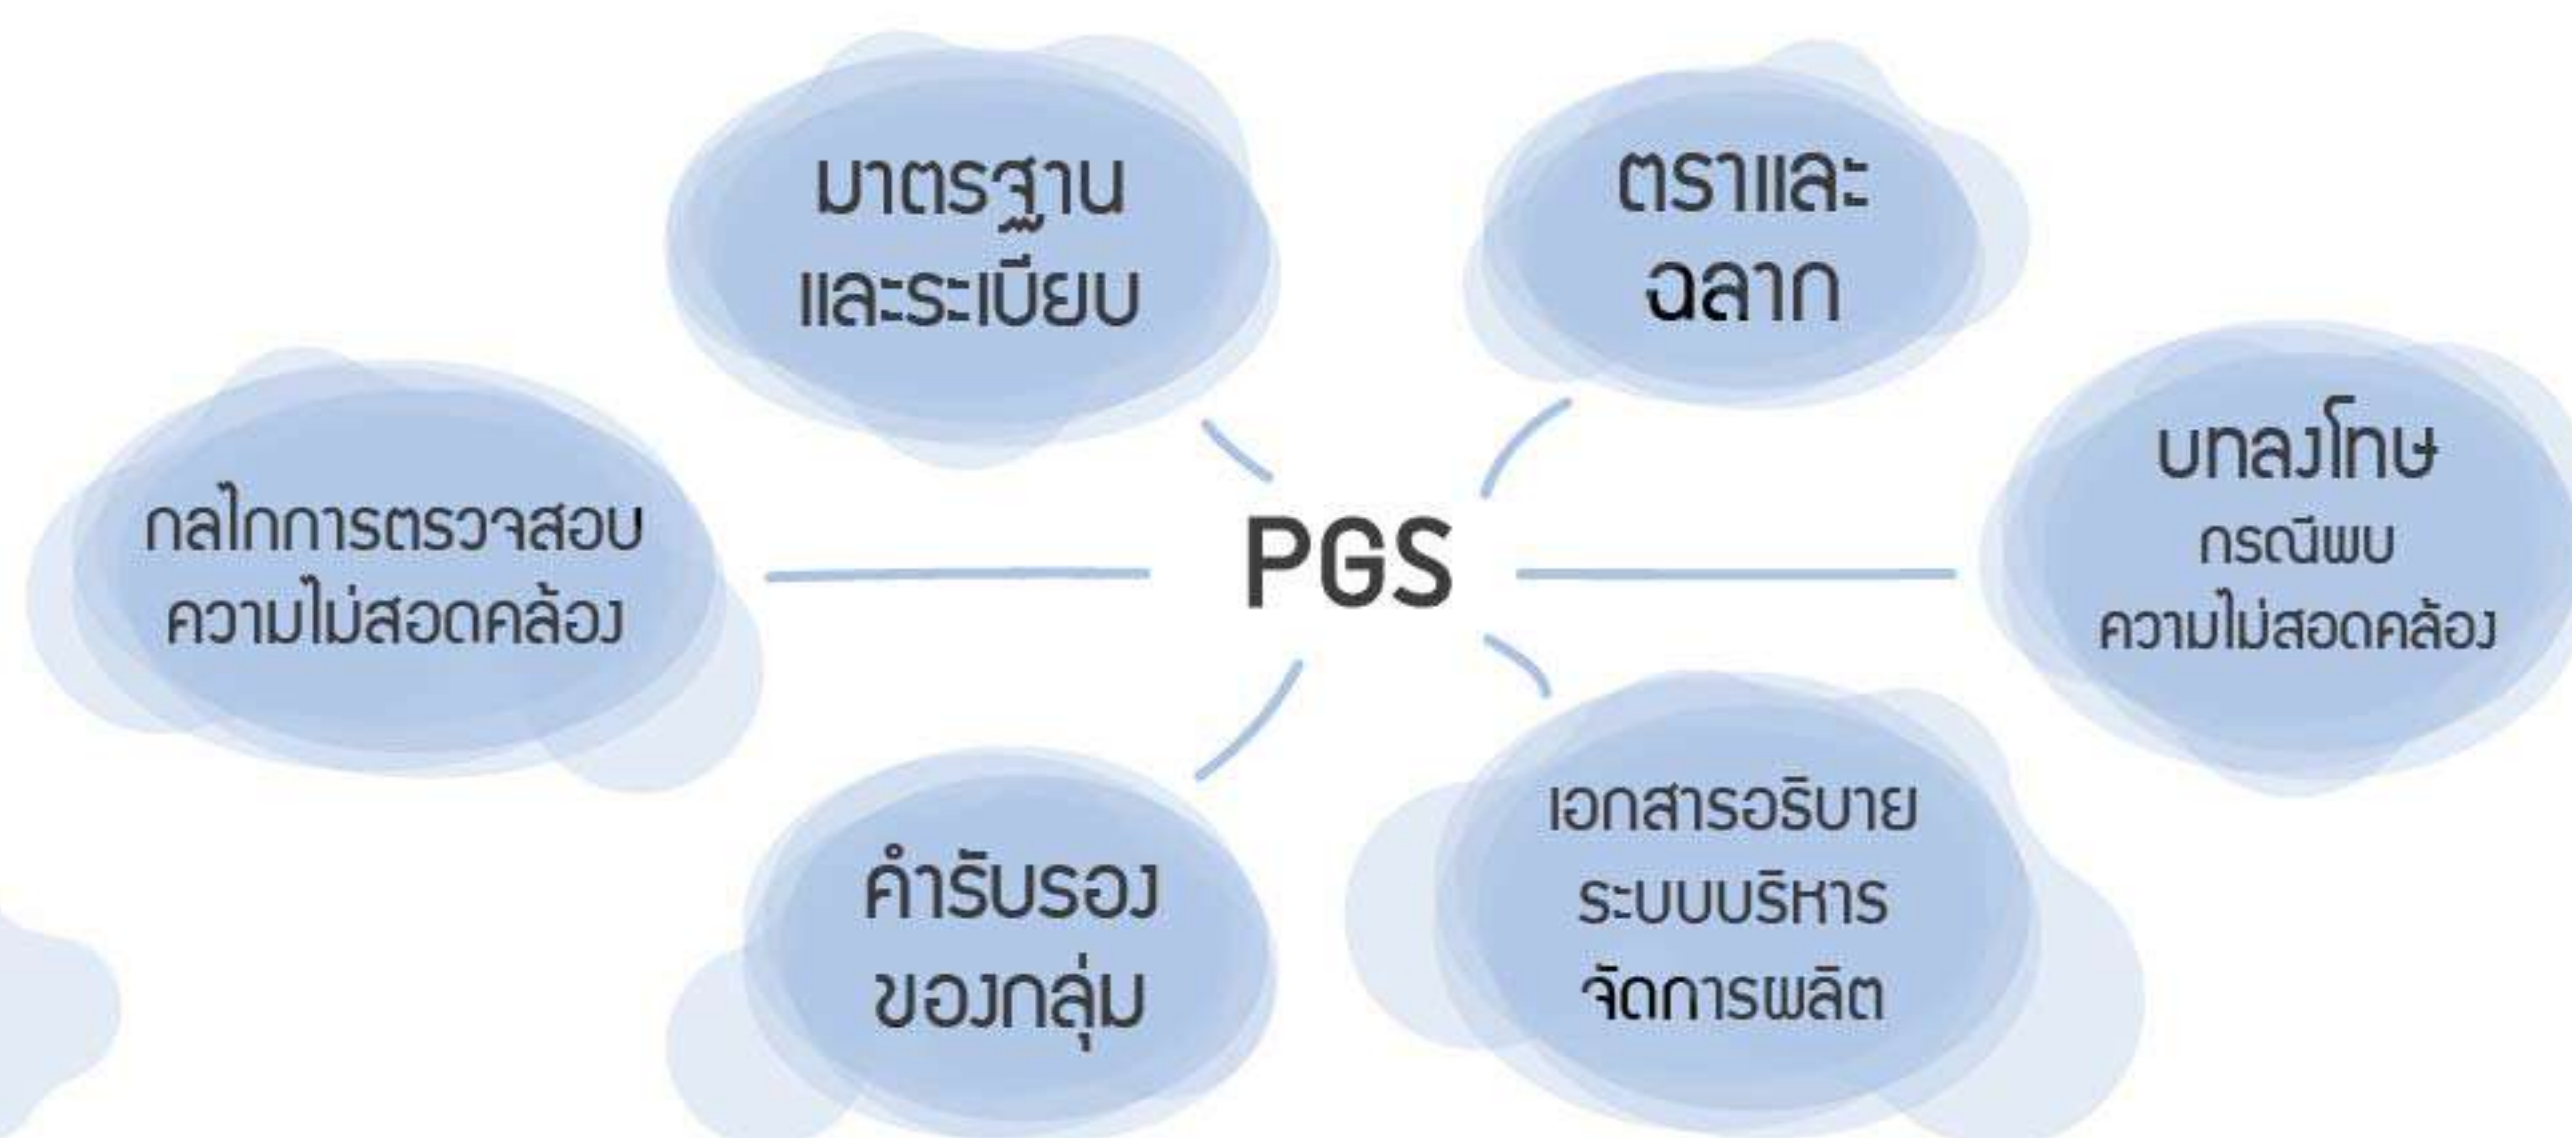 มาตรฐาน
และระเบียบ
ตราและ
ฉลาก
กลไกการตรวจสอบ
ความไม่สอดคล้อง
PGS
บทลงโทษ
กรณีพบ
ความไม่สอดคล้อง
คำรับรอง
ของกลุ่ม
เอกสารอธิบาย
ระบบบริหาร
จัดการผลิต